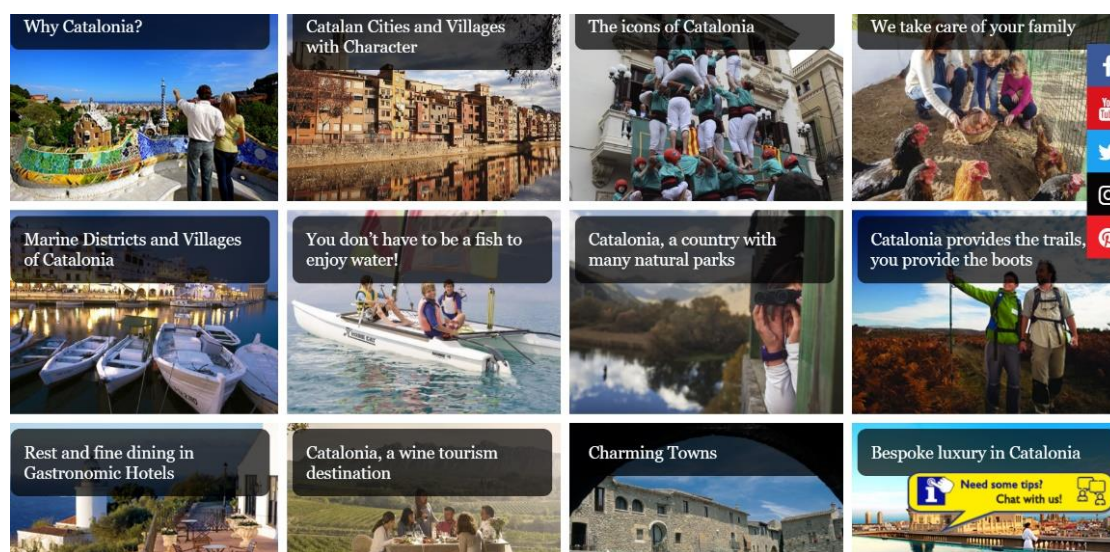 Why Catalonia?
Catalan Cities and Villages
with Character
The icons of Catalonia
We take care of your family
Marine Districts and Villages
of Catalonia
You don't have to be a fish to
enjoy water!
Catalonia, a country with
many natural parks
Catalonia provides the trails,
you provide the boots
Rest and fine dining in
Gastronomic Hotels
Catalonia, a wine tourism
destination
Charming Towns
Bespoke luxury in Catalonia
Need some tips?
Chat with us!
You
Tube